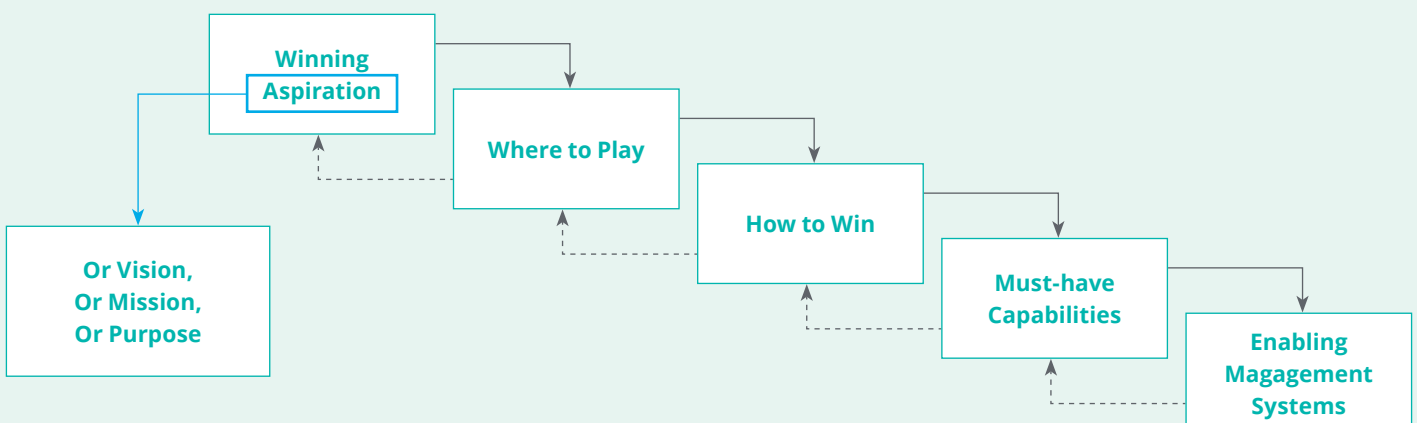 Winning
Aspiration
Where to Play
How to Win
Or Vision,
Or Mission,
Or Purpose
Must-have
Capabilities
Enabling
Magagement
Systems